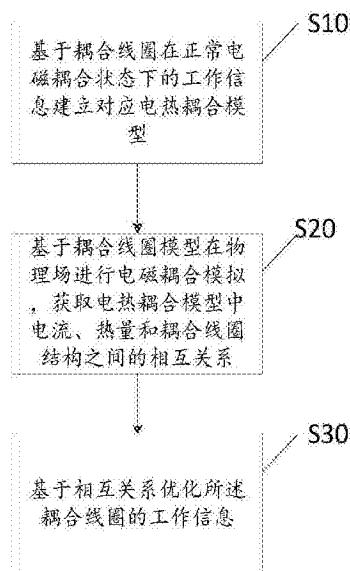 S10
基于耦合线圈在正常电
磁耦合状态下的工作信
息建立对应电热耦合模
型
S20
基于耦合线圈模型在物
理场进行电磁耦合模拟
，获取电热耦合模型中
电流、热量和耦合线圈
结构之间的相互关系
S30
基于相互关系优化所述
耦合线圈的工作信息